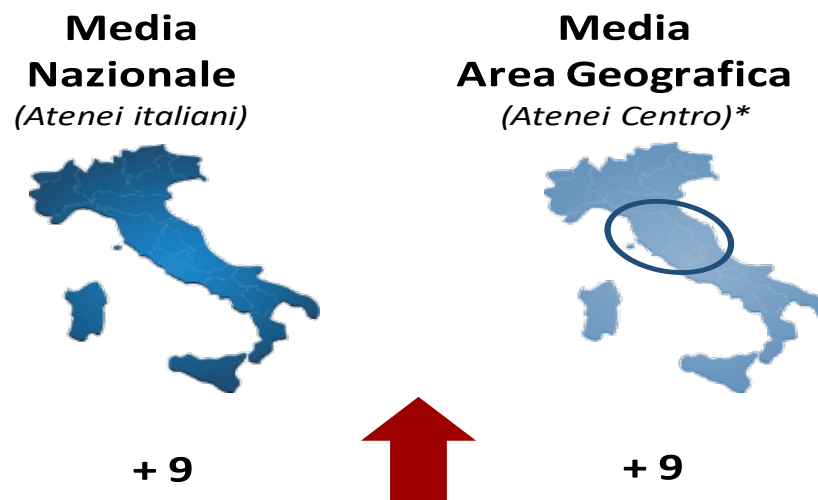 Media
Nazionale
(Atenei italiani)
+ 9
Media
Area Geografica
(Atenei Centro)*
+ 9